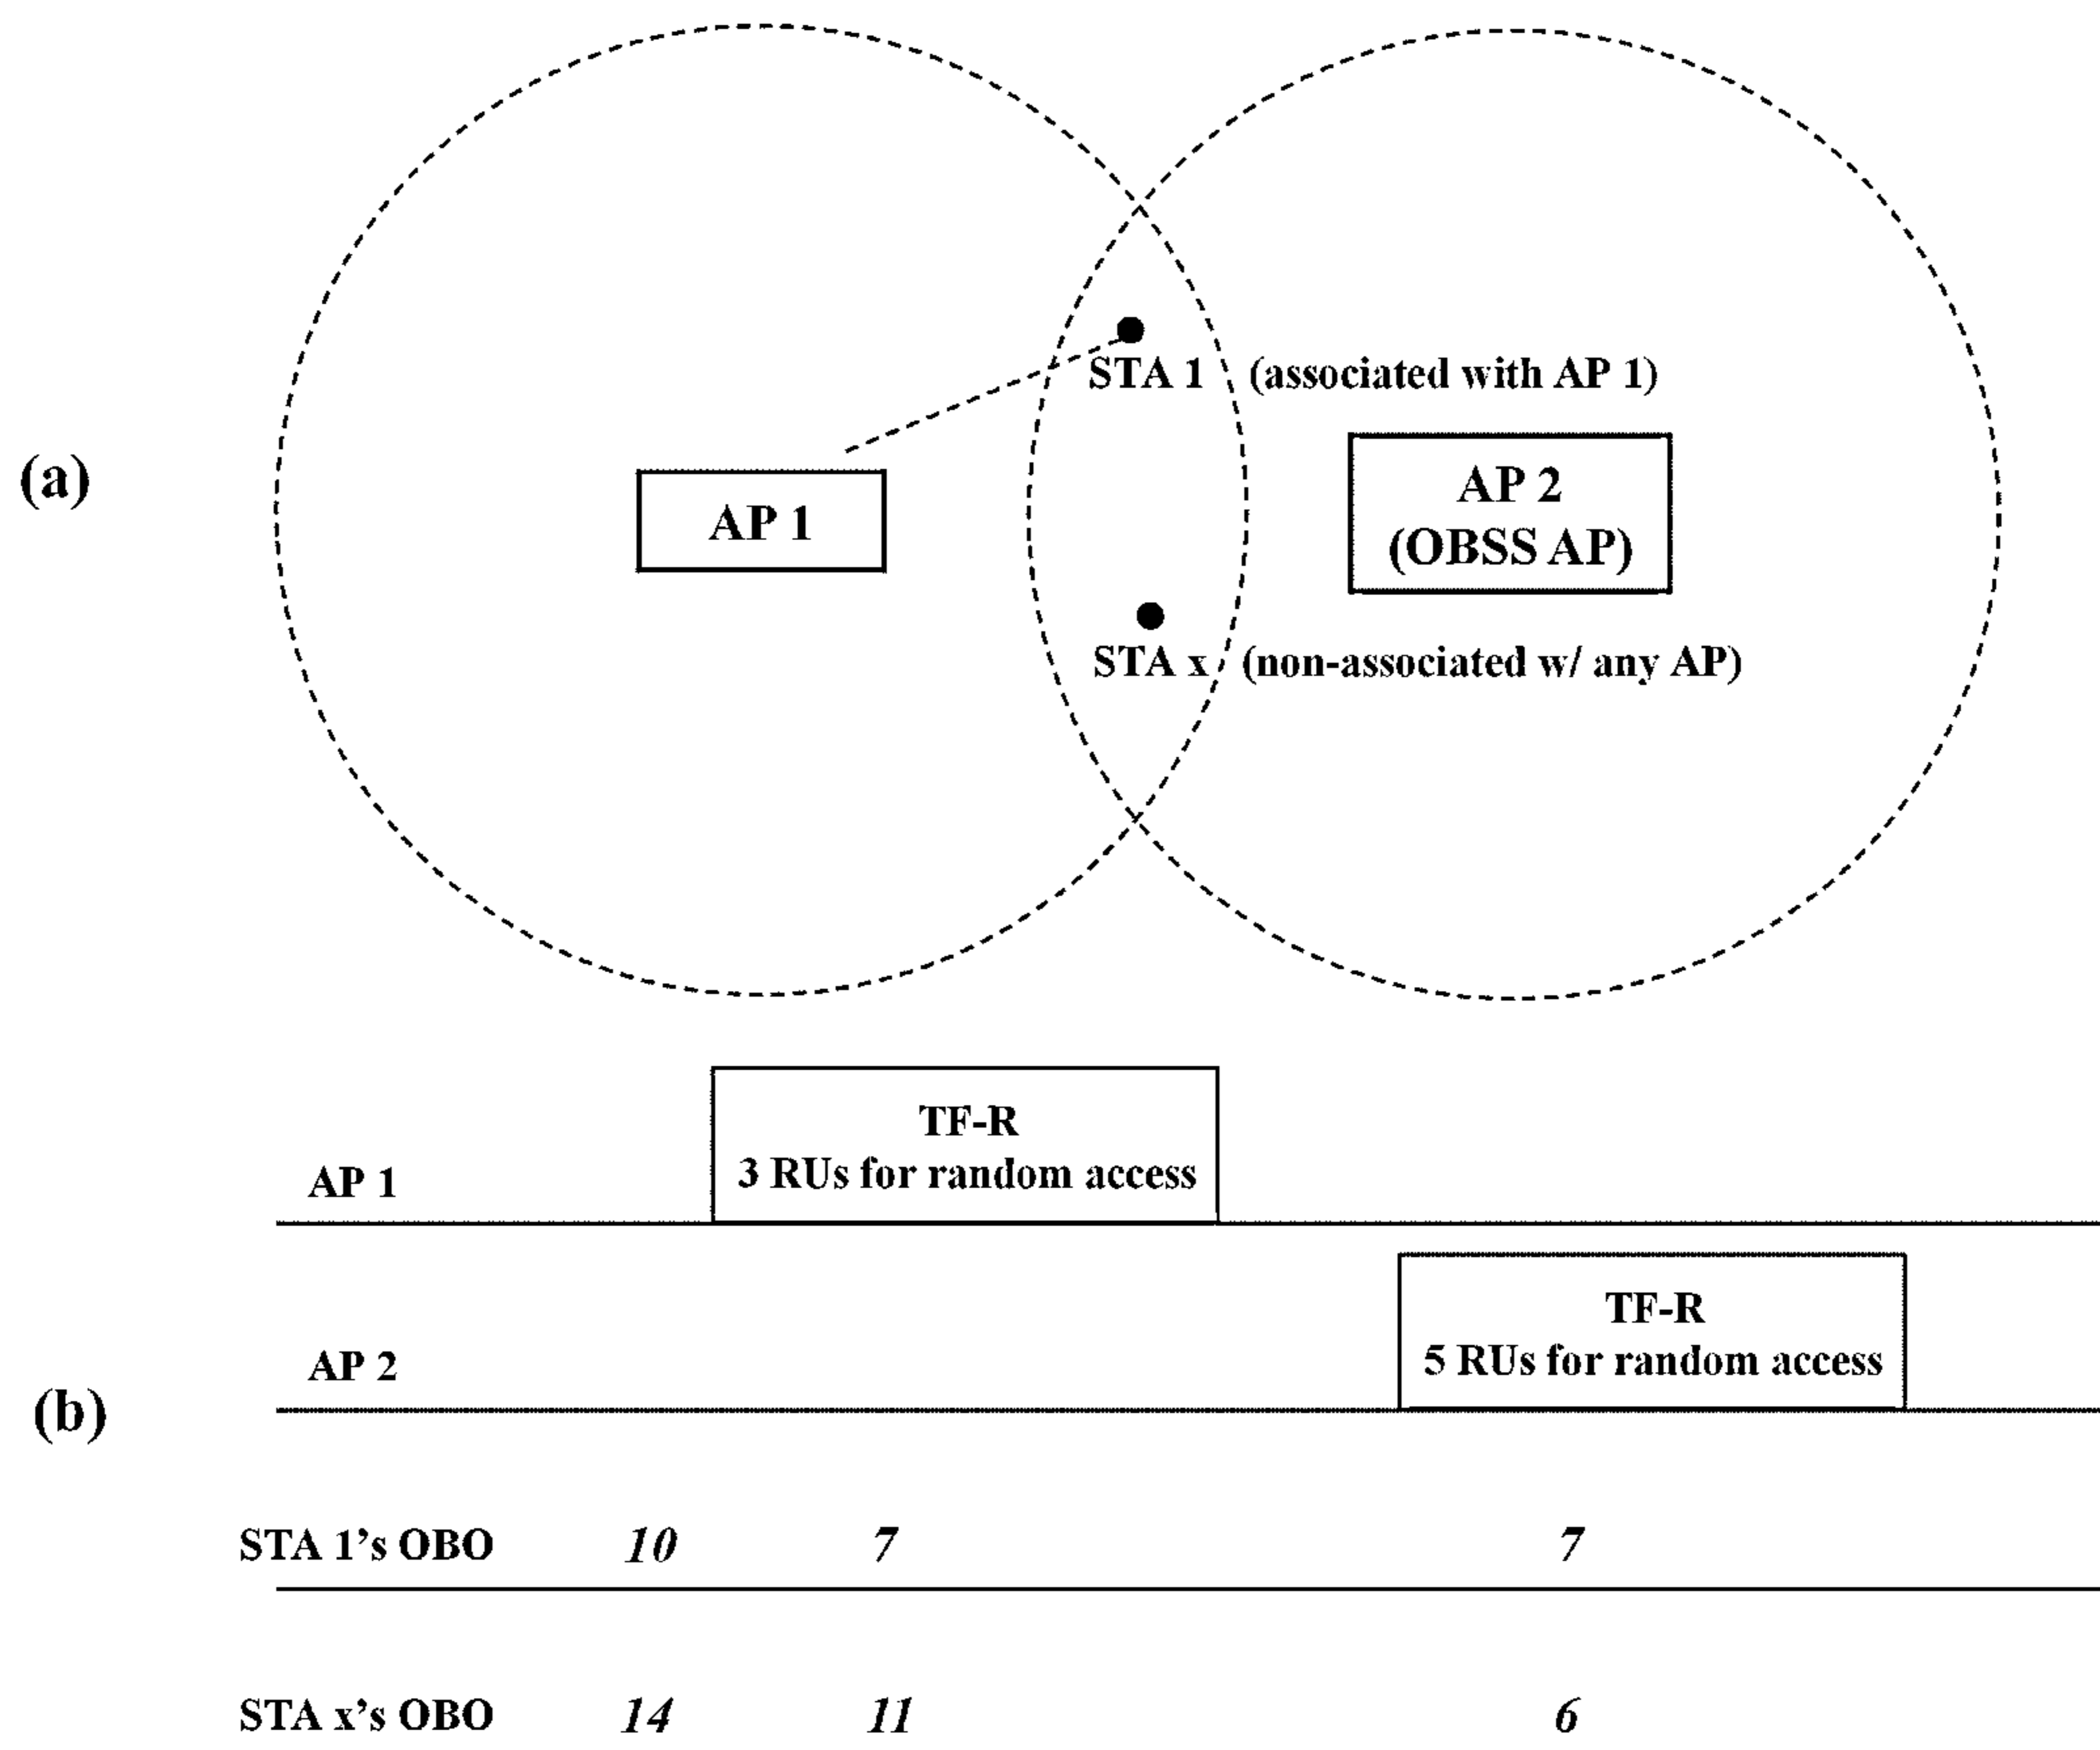 (a)
STA 1 (associated with AP 1)
AP 1
AP 2
(OBSS AP)
STA x (non-associated w/ any AP)
(b)
AP 1
TF-R
3 RUs for random access
AP 2
TF-R
5 RUs for random access
STA 1's OBO 10 7 7
STA x's OBO 14 11 6